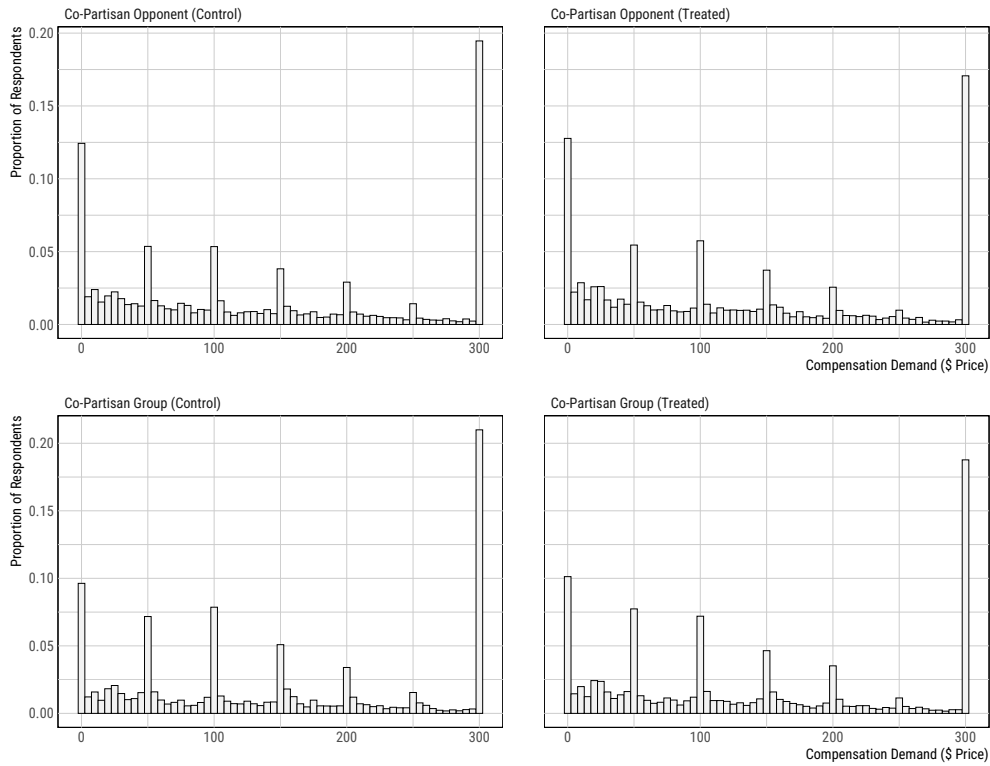 Co-Partisan Opponent (Control)
Co-Partisan Opponent (Treated)
Proportion of Respondents
0.20
0.15
0.10
0.05
0.00
0 100 200 300
0 100 200 300
Compensation Demand ($ Price)
Co-Partisan Group (Control)
Co-Partisan Group (Treated)
Proportion of Respondents
0.20
0.15
0.10
0.05
0.00
0 100 200 300
0 100 200 300
Compensation Demand ($ Price)